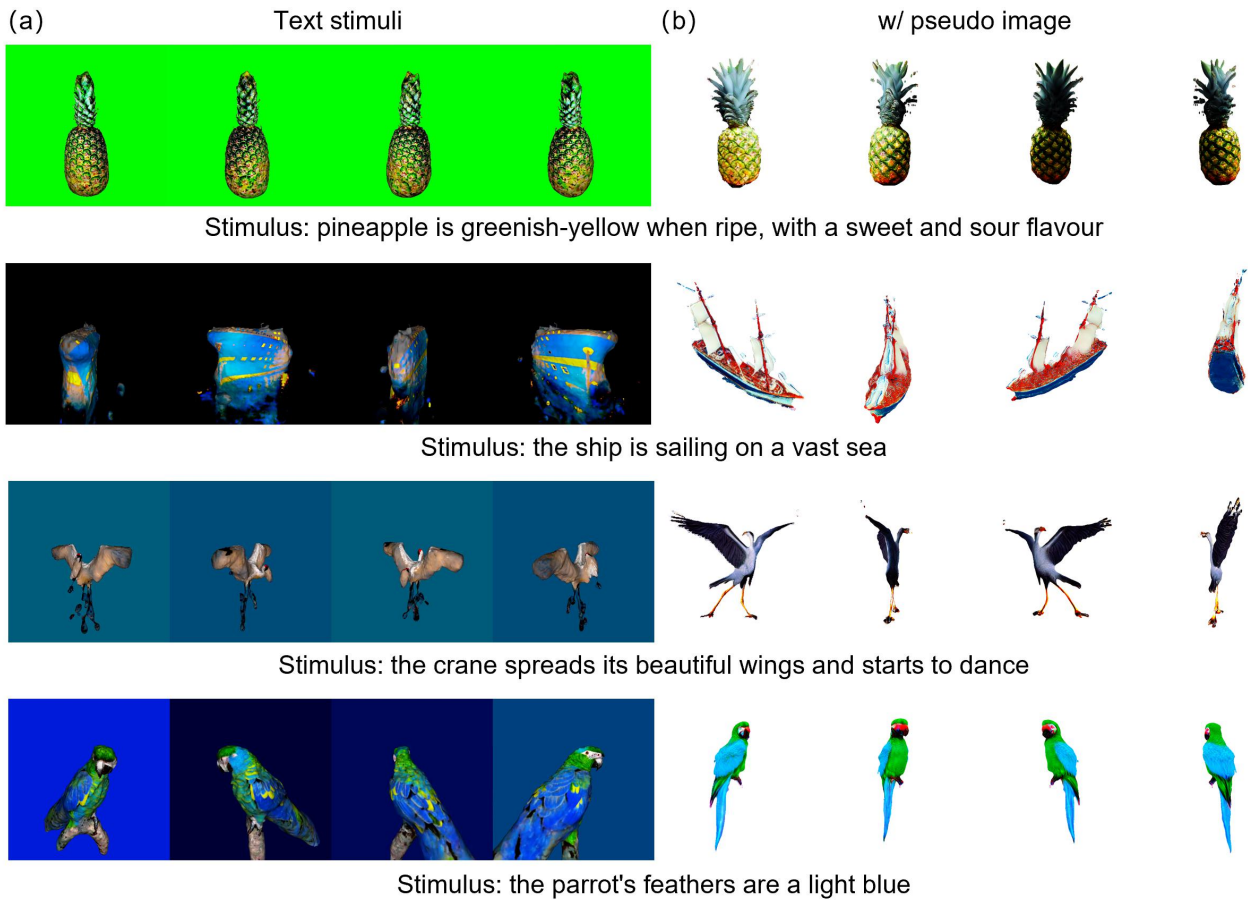 (a) Text stimuli (b) w/ pseudo image
Stimulus: pineapple is greenish-yellow when ripe, with a sweet and sour flavour
Stimulus: the ship is sailing on a vast sea
Stimulus: the crane spreads its beautiful wings and starts to dance
Stimulus: the parrot's feathers are a light blue